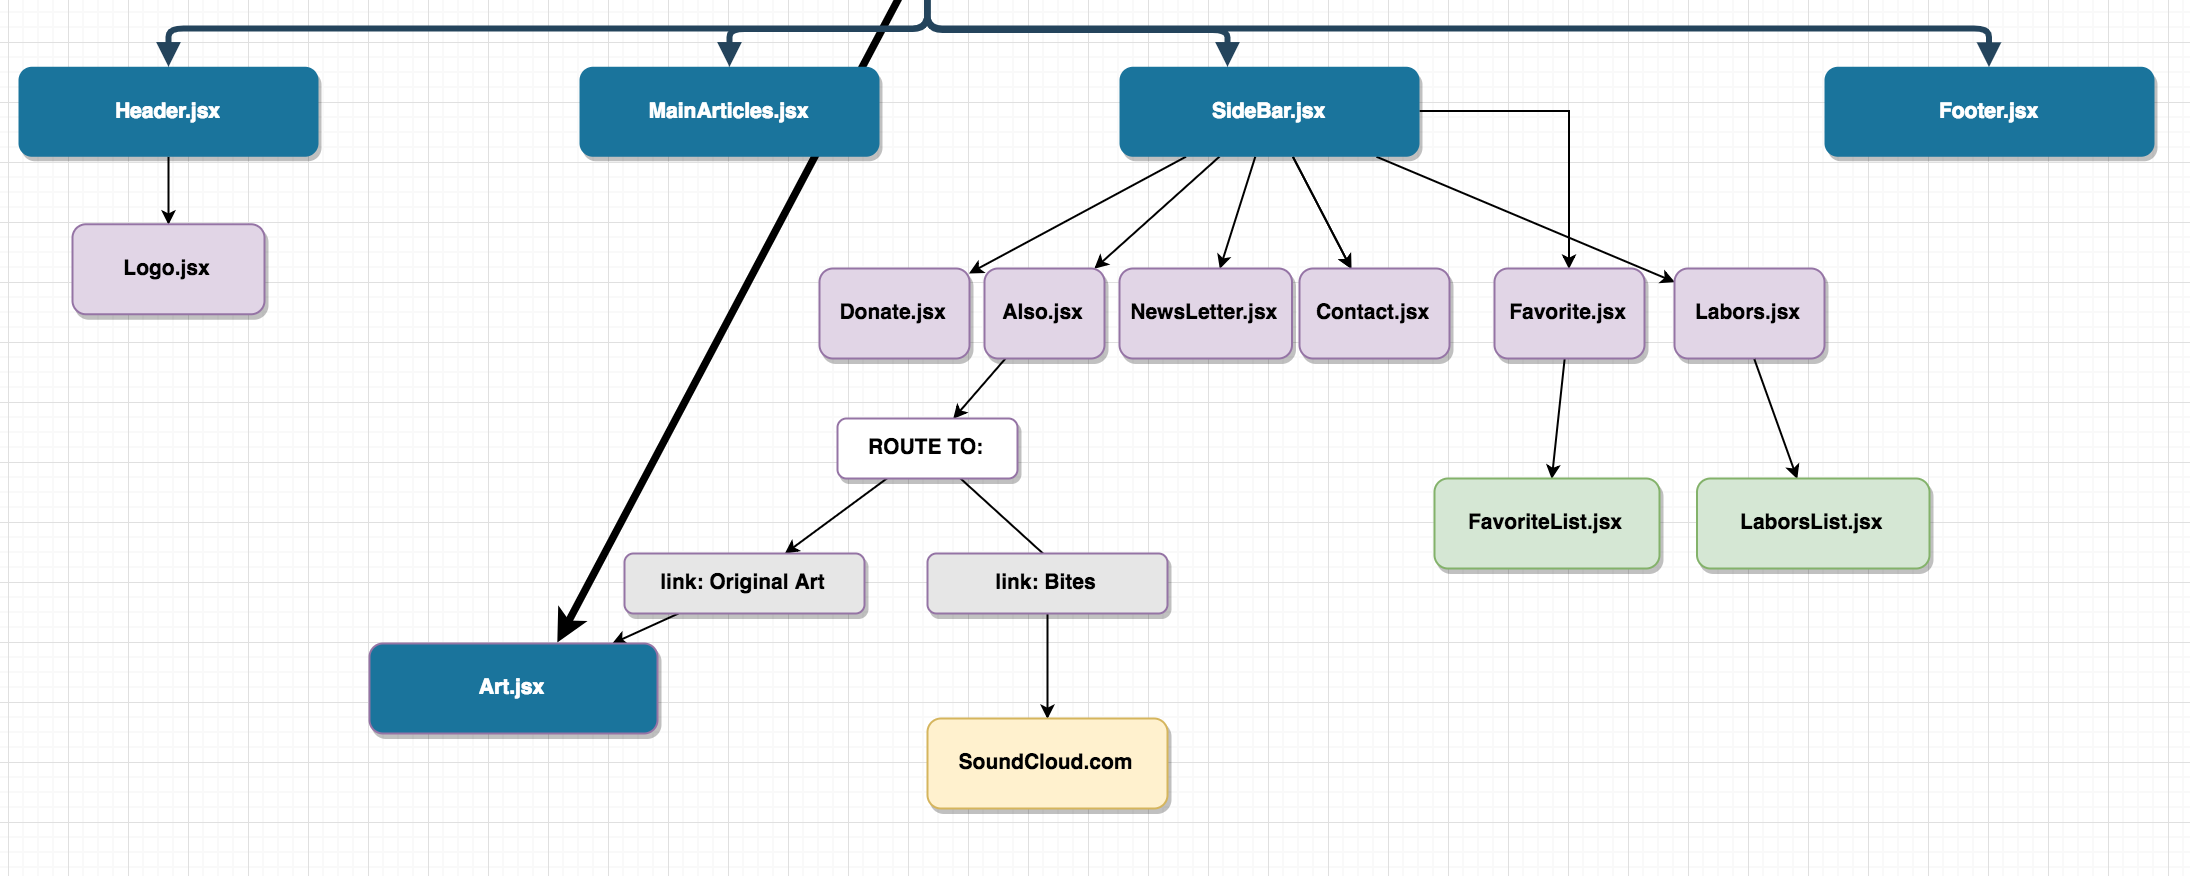 Header.jsx
MainArticles.jsx
SideBar.jsx
Footer.jsx
Logo.jsx
Donate.jsx
Also.jsx
NewsLetter.jsx
Contact.jsx
Favorite.jsx
Labors.jsx
ROUTE TO:
FavoriteList.jsx
LaborsList.jsx
link: Original Art
link: Bites
Art.jsx
SoundCloud.com